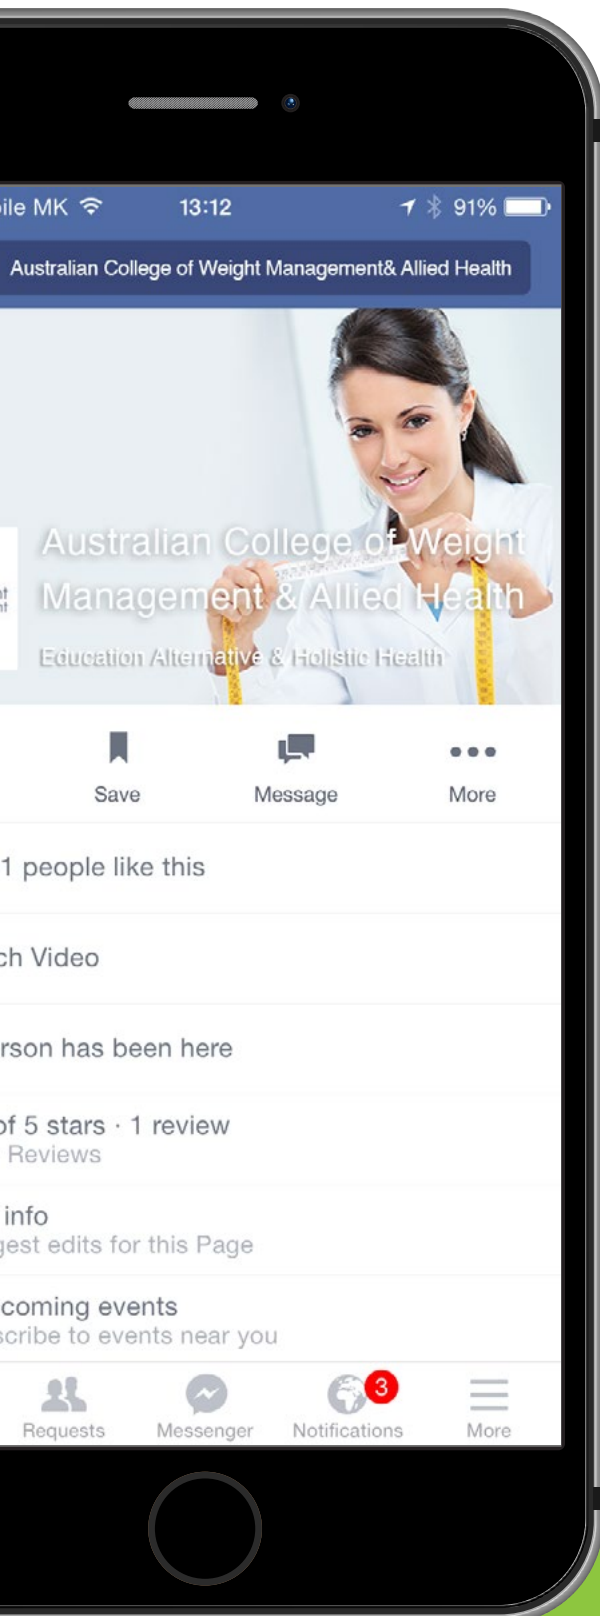 ile MK 13:12 91%
Australian College of Weight Management& Allied Health
Australian College of Weight
Management & Allied Health
Education Alternative & Holistic Health
Save Message More
1 people like this
ch Video
rson has been here
of 5 stars · 1 review
Reviews
info
gest edits for this Page
coming events
scribe to events near you
3
Requests Messenger Notifications More